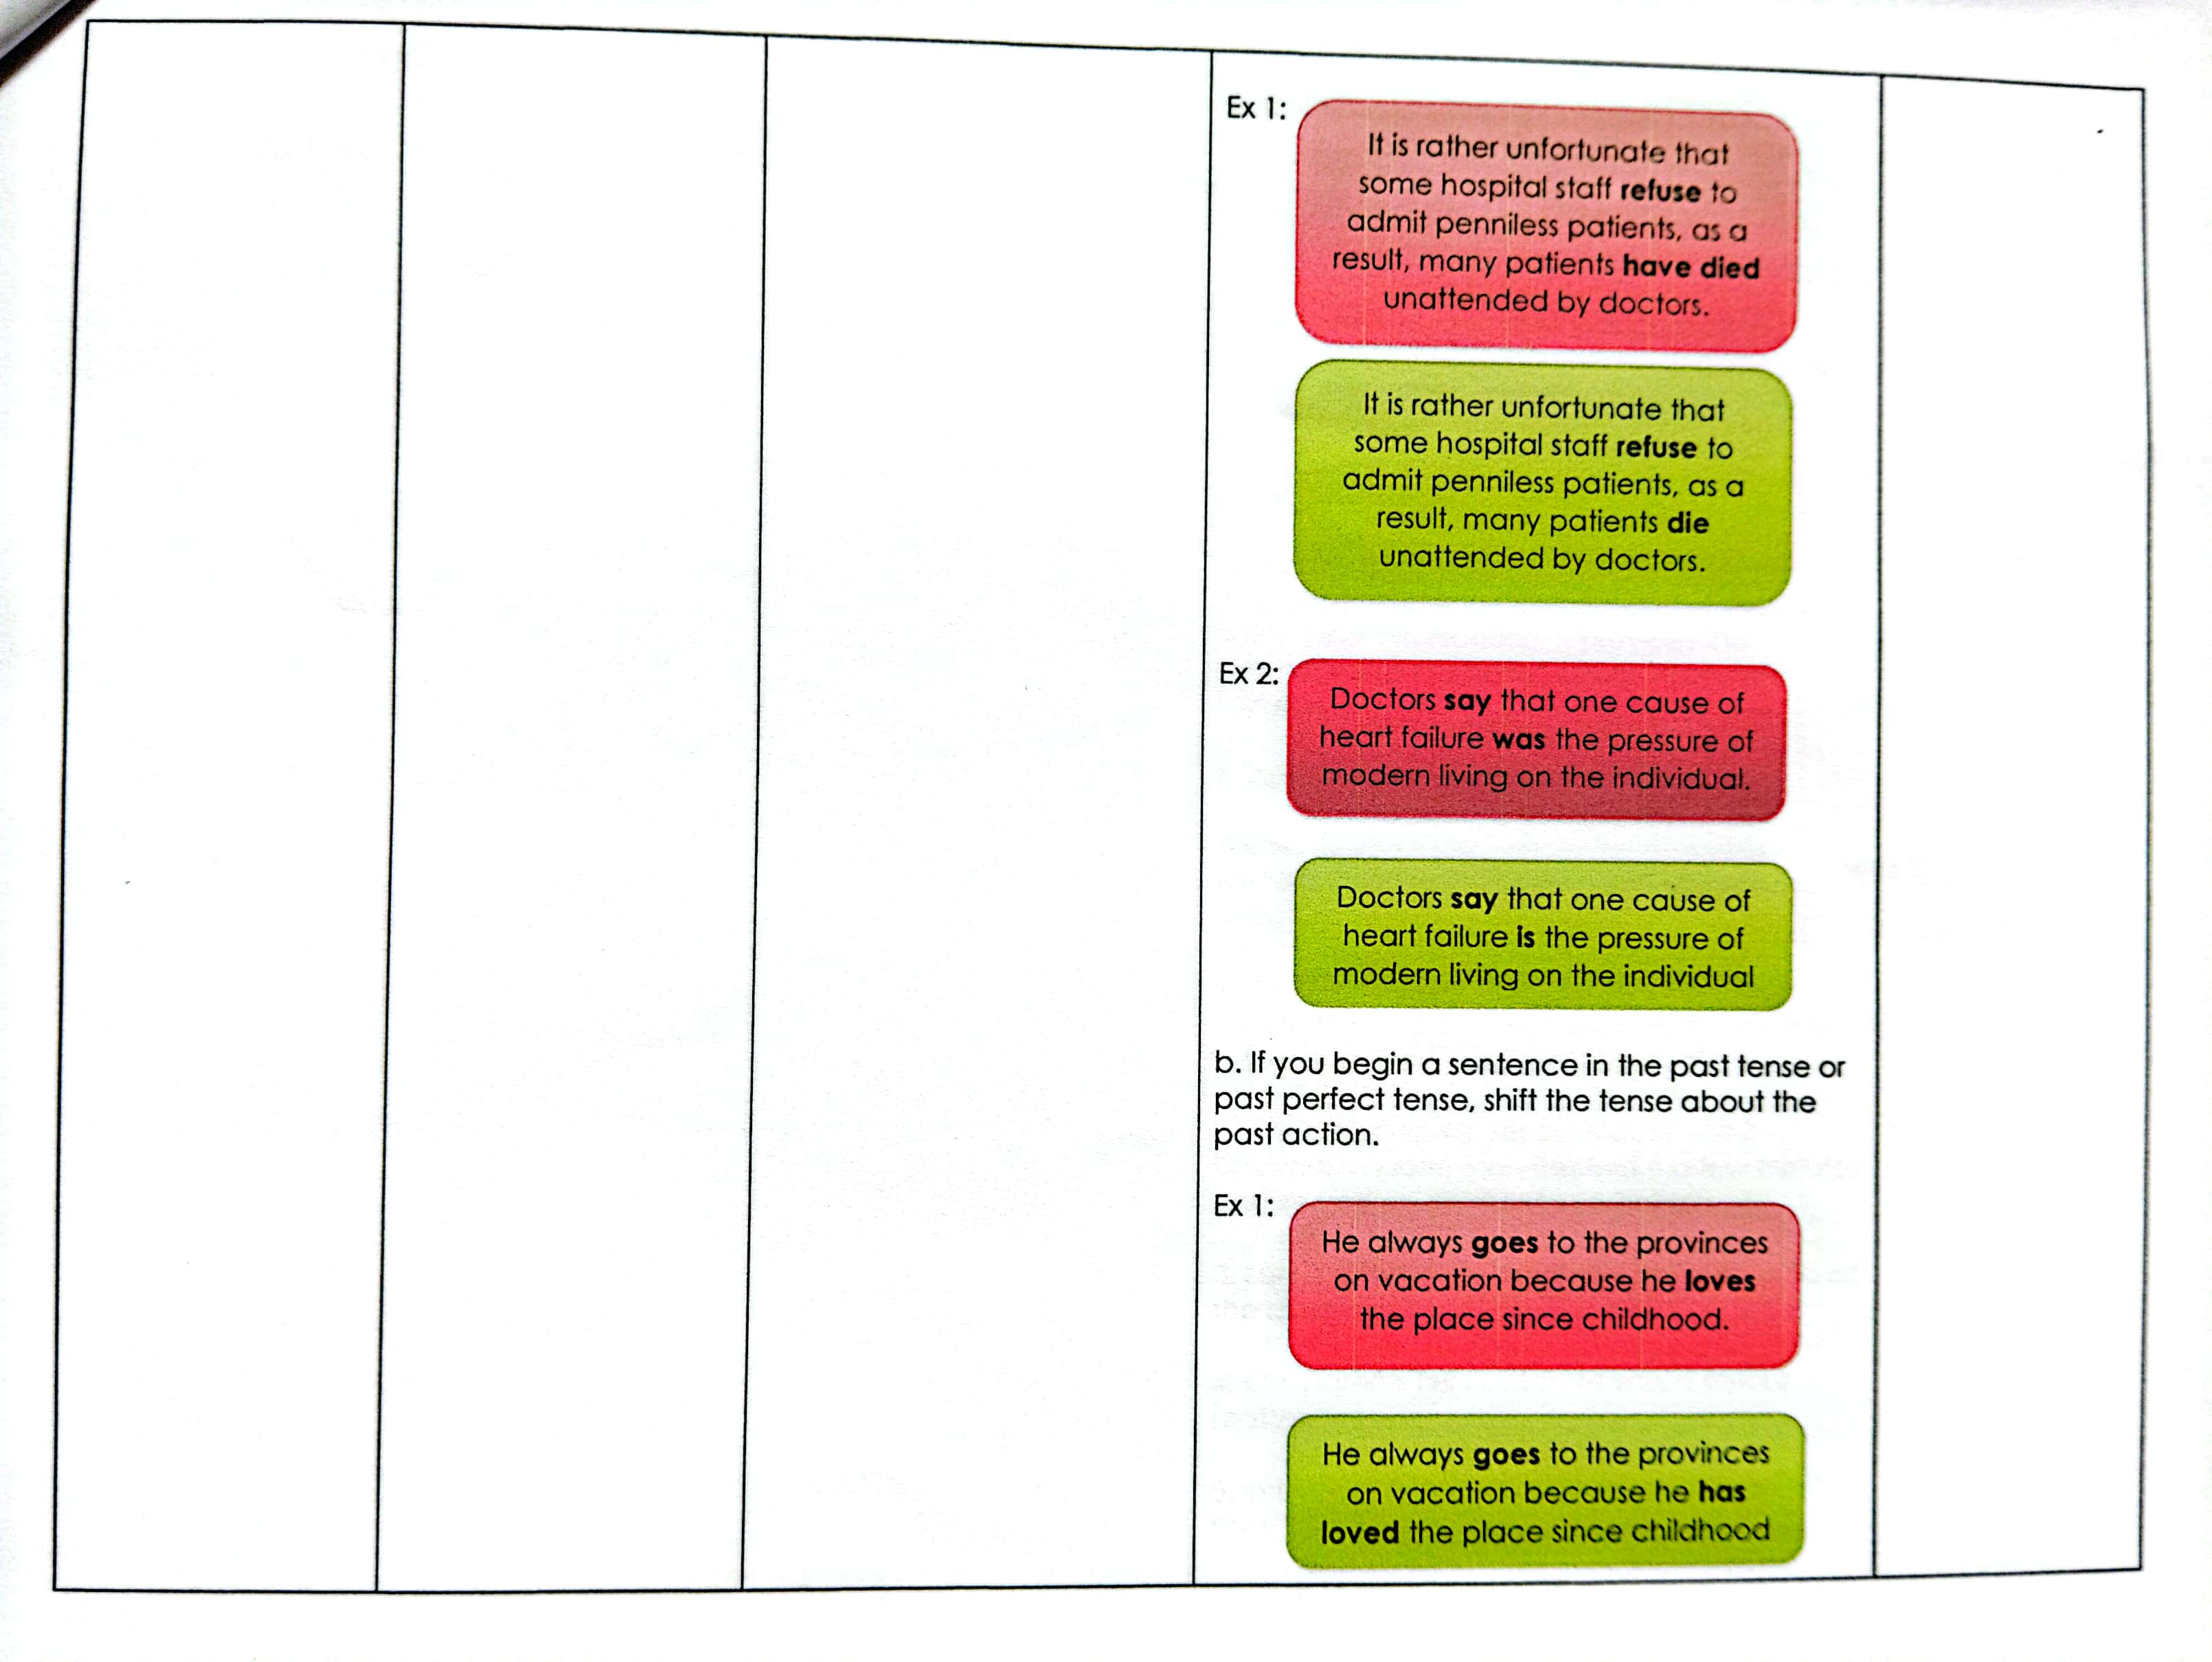 Ex 1:
It is rather unfortunate that
some hospital staff refuse to
admit penniless patients, as a
result, many patients have died
unattended by doctors.
It is rather unfortunate that
some hospital staff refuse to
admit penniless patients, as a
result, many patients die
unattended by doctors.
Ex 2:
Doctors say that one cause of
heart failure was the pressure of
modern living on the individual.
Doctors say that one cause of
heart failure is the pressure of
modern living on the individual
b. If you begin a sentence in the past tense or
past perfect tense, shift the tense about the
past action.
Ex 1:
He always goes to the provinces
on vacation because he loves
the place since childhood.
He always goes to the provinces
on vacation because he has
loved the place since childhood